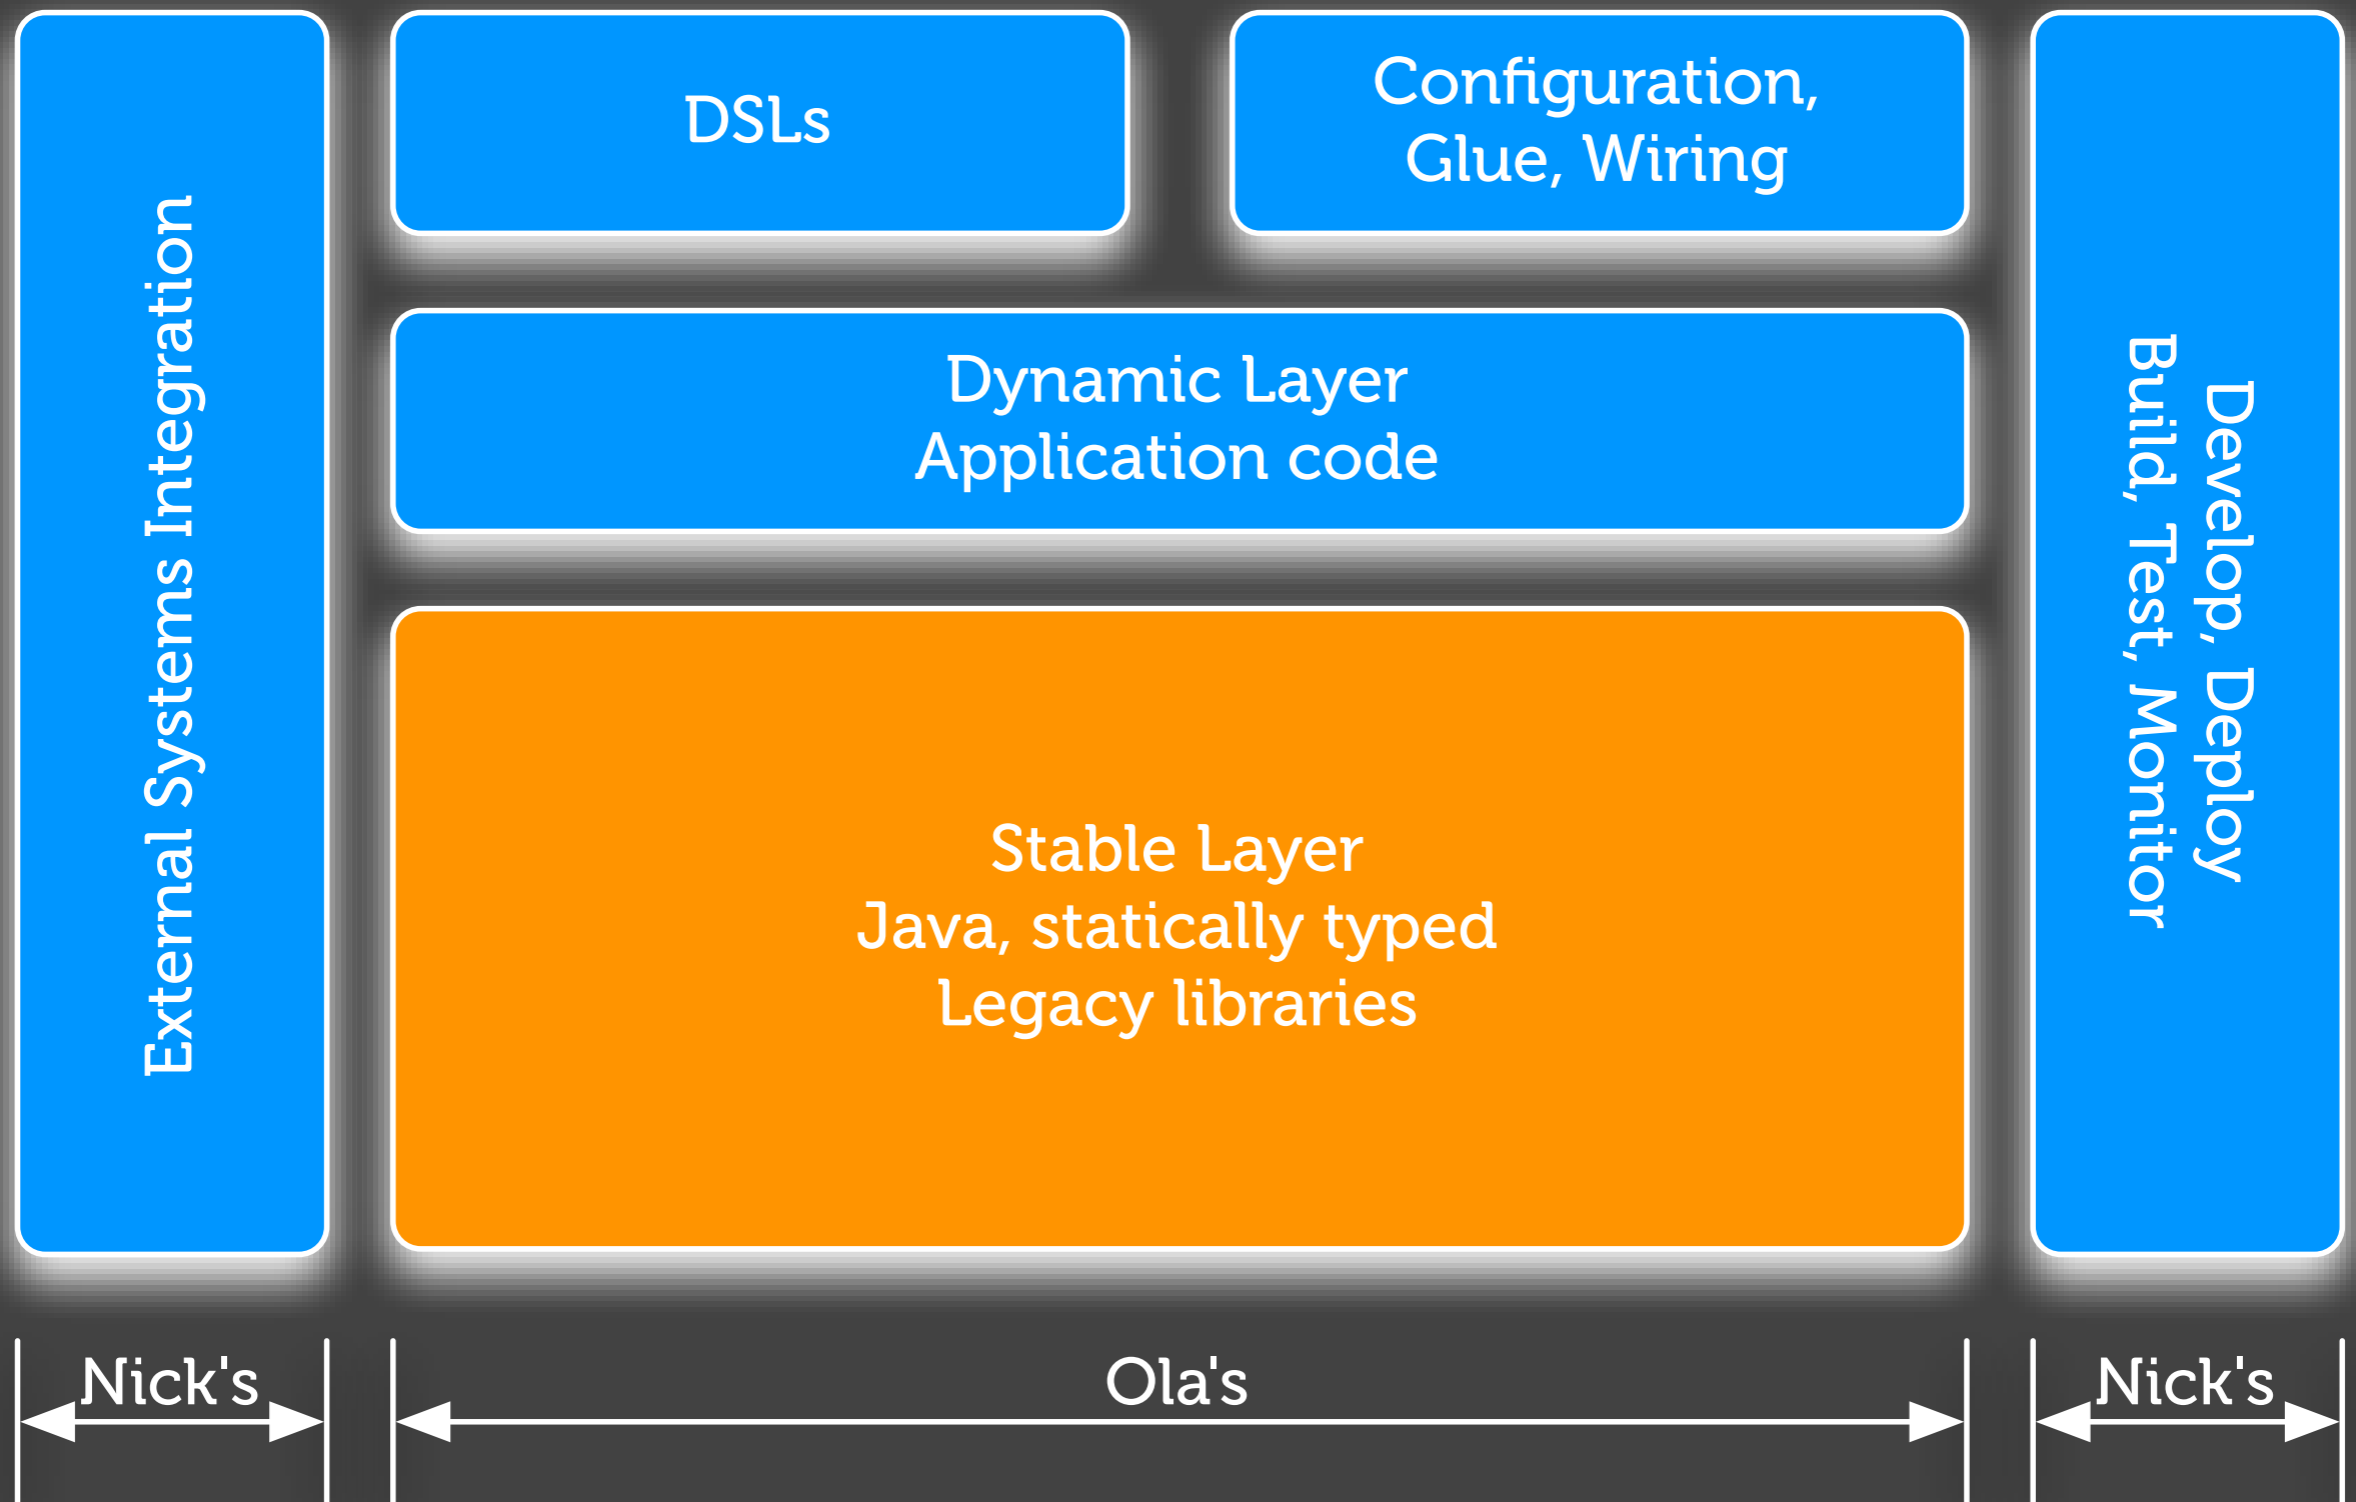 External Systems Integration
DSLs
Configuration,
Glue, Wiring
Dynamic Layer
Application code
Stable Layer
Java, statically typed
Legacy libraries
Develop, Deploy
Build, Test, Monitor
Nick's
Ola's
Nick's